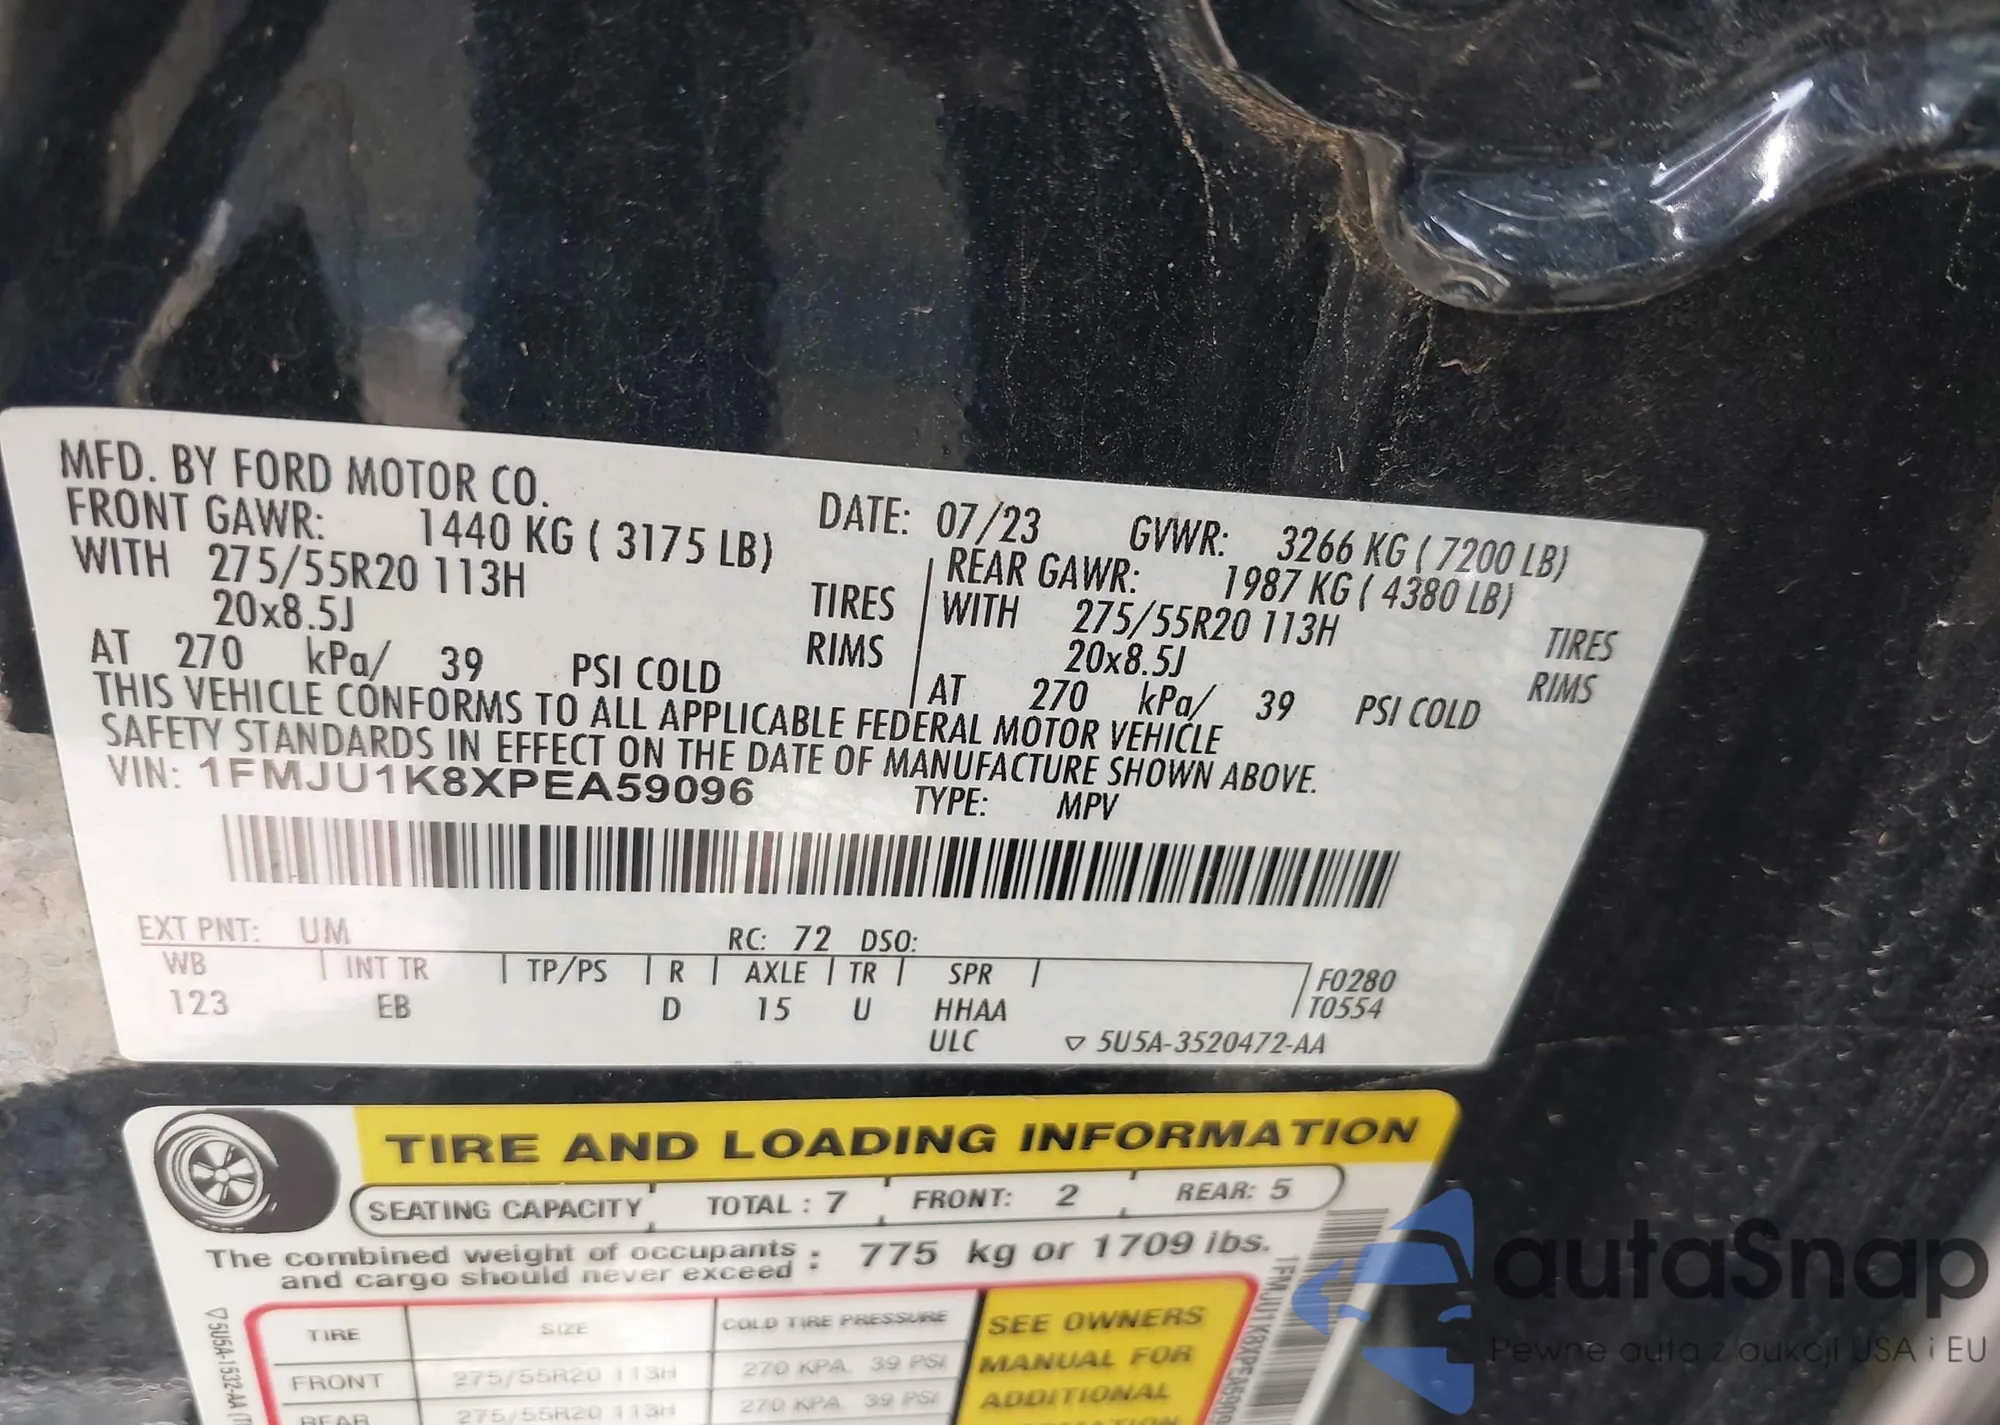 MFD. BY FORD MOTOR CO.
DATE: 07/23 GVWR: 3266 KG ( 7200 LB)
FRONT GAWR: 1440 KG ( 3175 LB)
WITH 275/55R20 113H TIRES
20x8.5J RIMS
AT 270 kPa/ 39 PSI COLD
REAR GAWR: 1987 KG ( 4380 LB)
WITH 275/55R20 113H TIRES
20x8.5J RIMS
AT 270 kPa/ 39 PSI COLD
THIS VEHICLE CONFORMS TO ALL APPLICABLE FEDERAL MOTOR VEHICLE
SAFETY STANDARDS IN EFFECT ON THE DATE OF MANUFACTURE SHOWN ABOVE.
VIN: 1FMJU1K8XPEA59096 TYPE: MPV
EXT PNT: UM RC: 72 DSO:
WB INT TR TP/PS R AXLE TR SPR F0280
123 EB D 15 U HHAA T0554
ULC ▽ 5U5A-3520472-AA
TIRE AND LOADING INFORMATION
SEATING CAPACITY TOTAL : 7 FRONT: 2 REAR: 5
The combined weight of occupants
and cargo should never exceed : 775 kg or 1709 lbs.
TIRE SIZE COLD TIRE PRESSURE
FRONT 275/55R20 113H 270 KPA. 39 PSI
REAR 275/55R20 113H 270 KPA. 39 PSI
SEE OWNERS
MANUAL FOR
ADDITIONAL
▽ 5U5A-1532-AA
autoSnap
Pewne auta z aukcji USA i EU